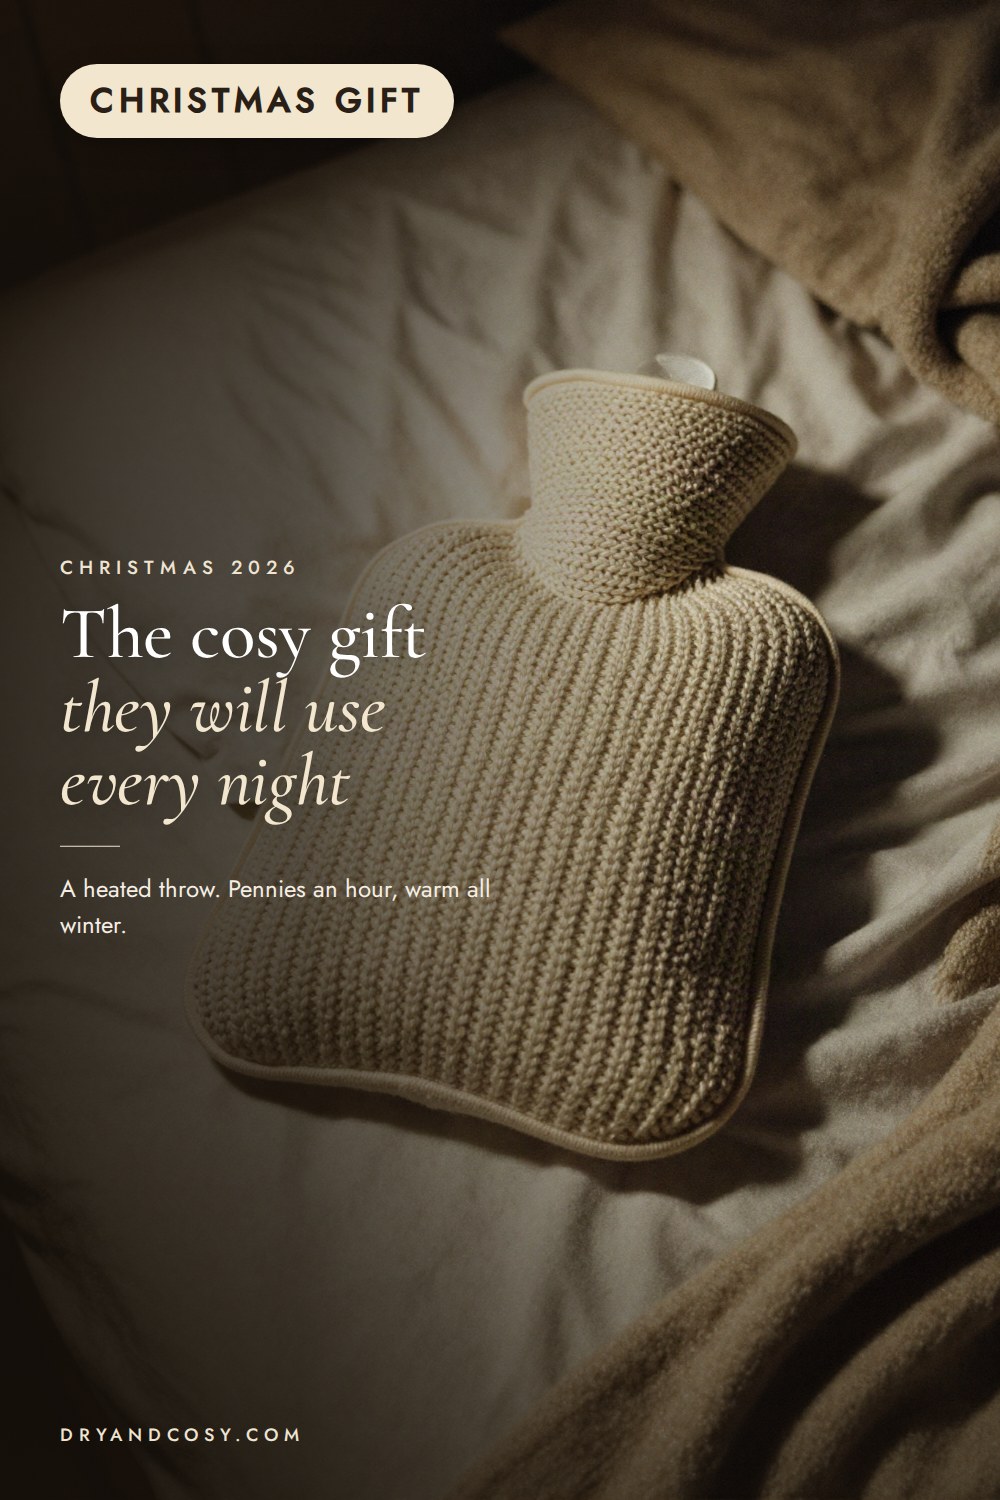 CHRISTMAS GIFT
CHRISTMAS 2026
The cosy gift
they will use
every night
A heated throw. Pennies an hour, warm all
winter.
DRYANDCOSY.COM